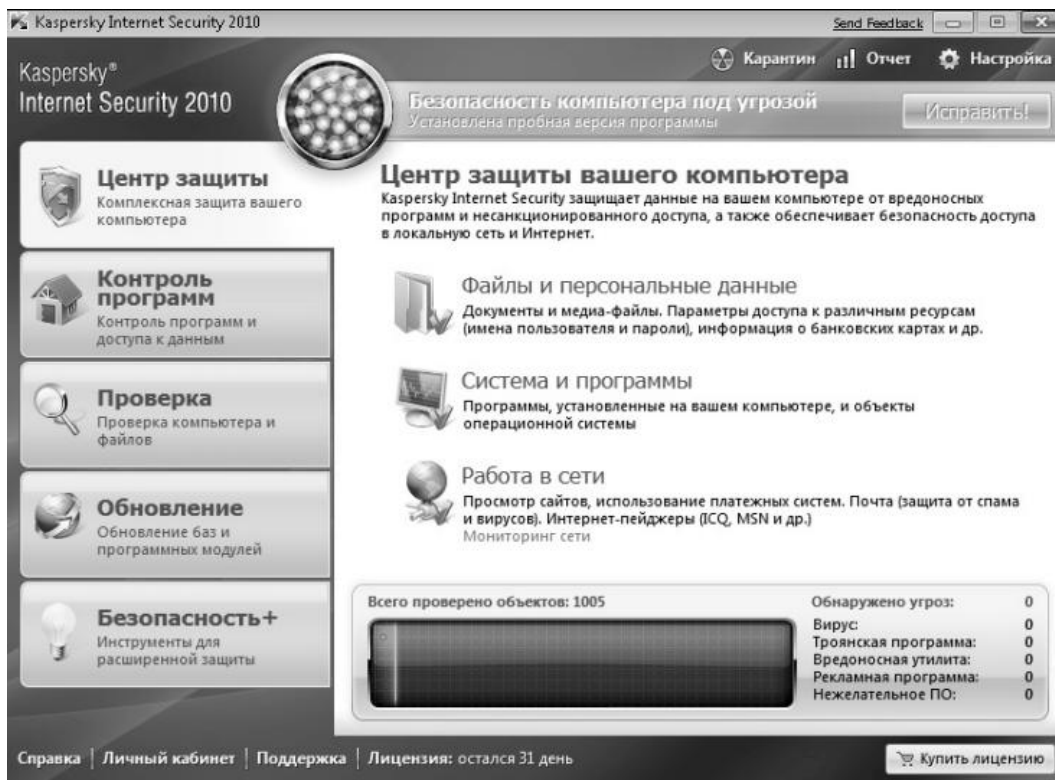 Kaspersky Internet Security 2010
Send Feedback
Kaspersky®
Internet Security 2010
Карантин
Отчет
Настройка
Безопасность компьютера под угрозой
Установлена пробная версия программы
Исправить!
Центр защиты
Комплексная защита вашего
компьютера
Контроль
программ
Контроль программ и
доступа к данным
Проверка
Проверка компьютера и
файлов
Обновление
Обновление баз и
программных модулей
Безопасность+
Инструменты для
расширенной защиты
Центр защиты вашего компьютера
Kaspersky Internet Security защищает данные на вашем компьютере от вредоносных
программ и несанкционированного доступа, а также обеспечивает безопасность доступа
в локальную сеть и Интернет.
Файлы и персональные данные
Документы и медиа-файлы. Параметры доступа к различным ресурсам
(имена пользователя и пароли), информация о банковских картах и др.
Система и программы
Программы, установленные на вашем компьютере, и объекты
операционной системы
Работа в сети
Просмотр сайтов, использование платежных систем. Почта (защита от спама
и вирусов). Интернет-пейджеры (ICQ, MSN и др.)
Мониторинг сети
Всего проверено объектов: 1005
Обнаружено угроз: 0
Вирус: 0
Троянская программа: 0
Вредоносная утилита: 0
Рекламная программа: 0
Нежелательное ПО: 0
Справка | Личный кабинет | Поддержка | Лицензия: остался 31 день
Купить лицензию